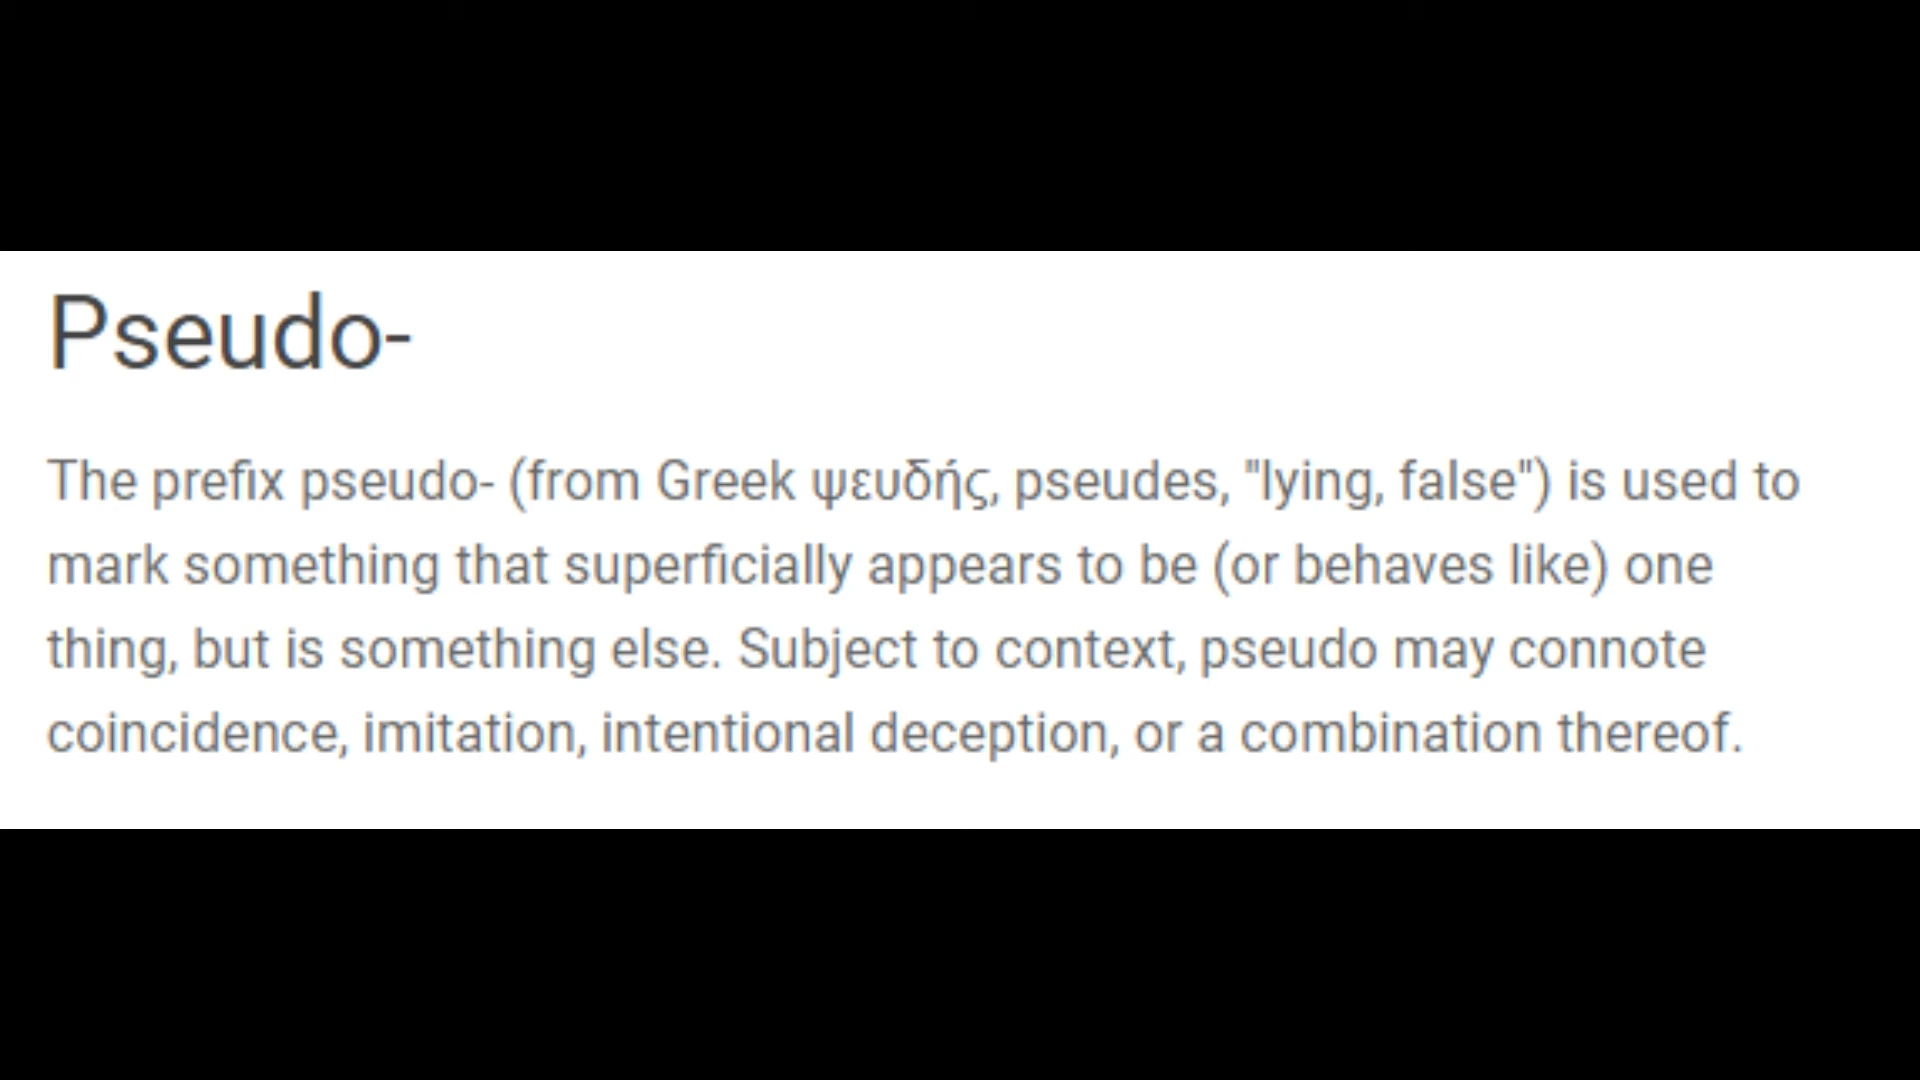 Pseudo-
The prefix pseudo- (from Greek ψευδής, pseudes, "lying, false") is used to
mark something that superficially appears to be (or behaves like) one
thing, but is something else. Subject to context, pseudo may connote
coincidence, imitation, intentional deception, or a combination thereof.